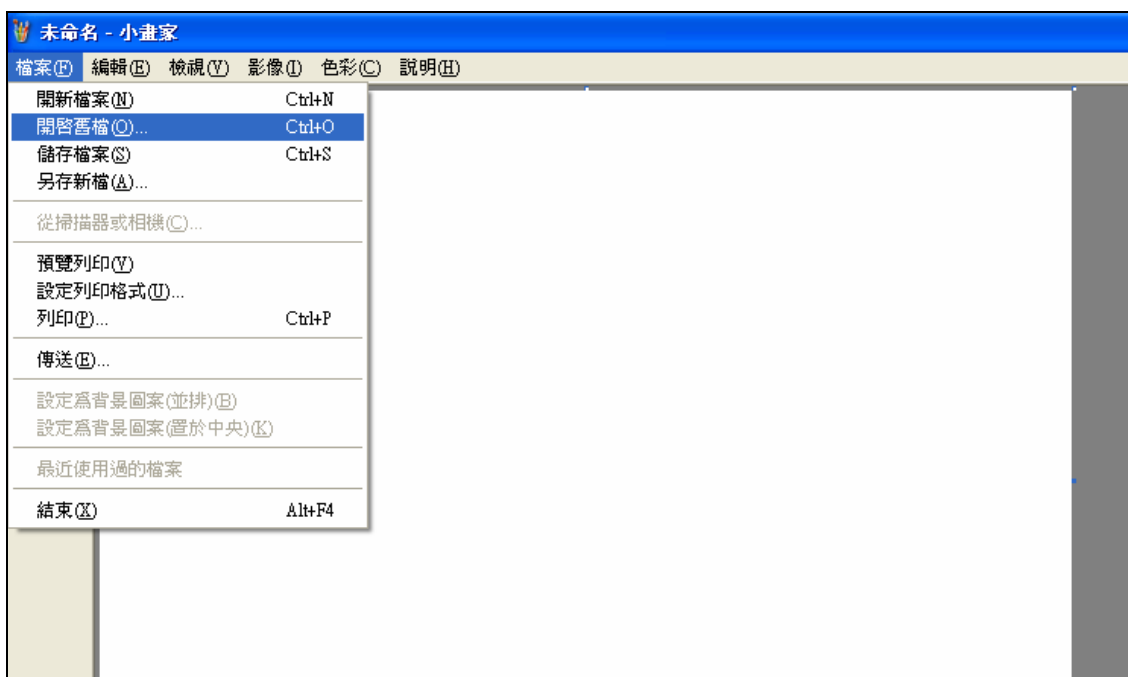 未命名 - 小畫家
檔案(F) 編輯(E) 檢視(V) 影像(I) 色彩(C) 說明(H)
開新檔案(N) Ctrl+N
開啓舊檔(O)... Ctrl+O
儲存檔案(S) Ctrl+S
另存新檔(A)...
從掃描器或相機(C)...
預覽列印(V)
設定列印格式(U)...
列印(P)... Ctrl+P
傳送(E)...
設定爲背景圖案(並排)(B)
設定爲背景圖案(置於中央)(K)
最近使用過的檔案
結束(X) Alt+F4